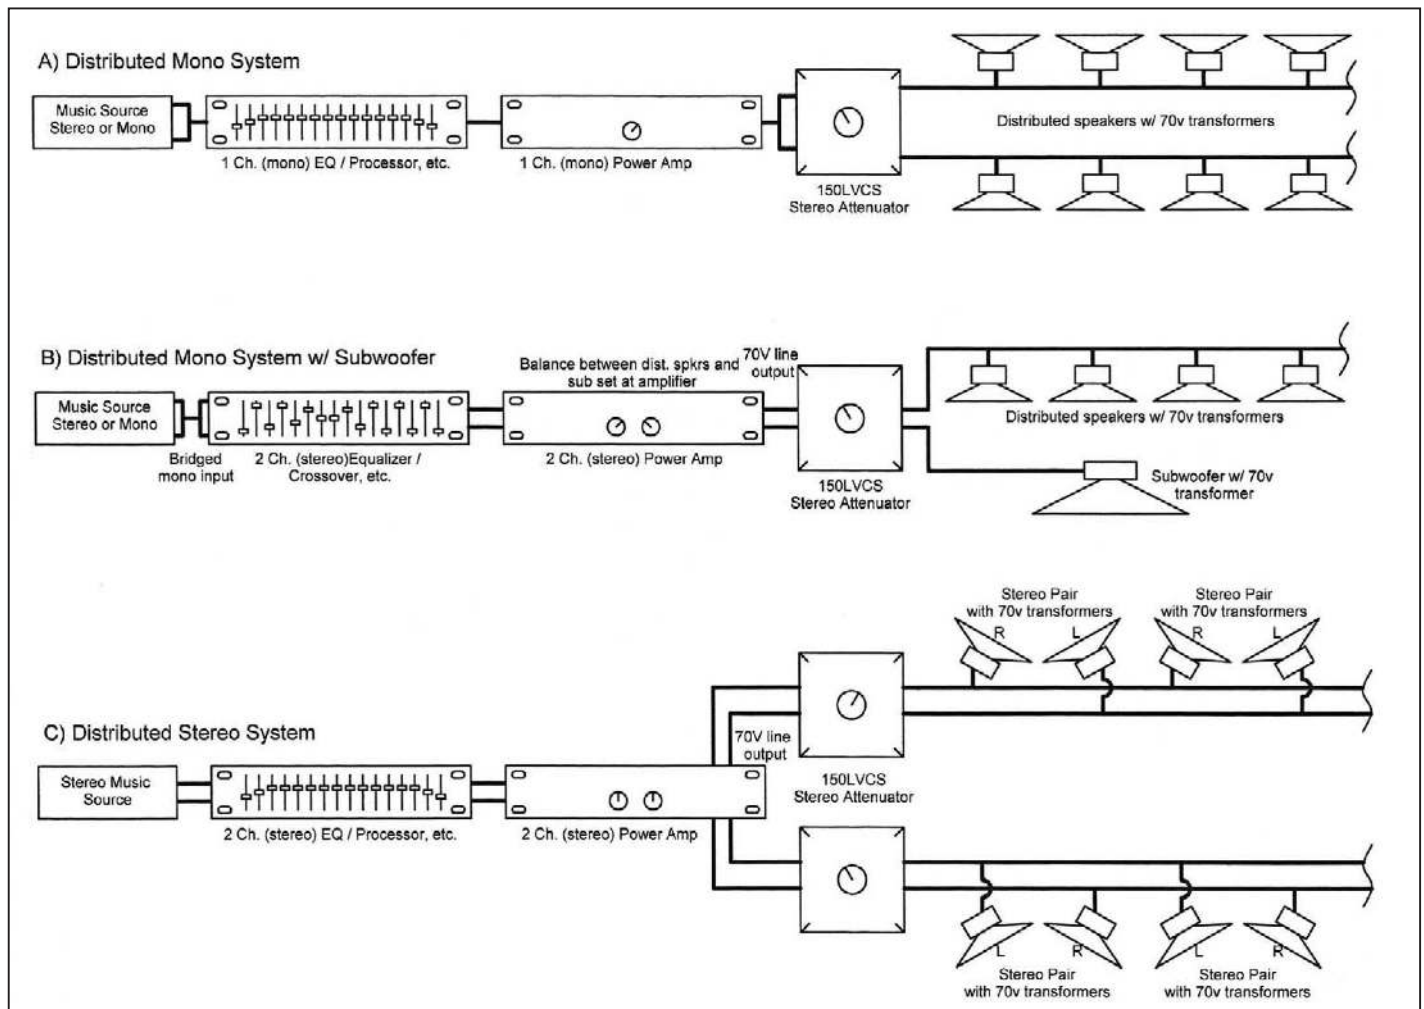 A) Distributed Mono System
Music Source
Stereo or Mono
1 Ch. (mono) EQ / Processor, etc.
1 Ch. (mono) Power Amp
150LVCS
Stereo Attenuator
Distributed speakers w/ 70v transformers
B) Distributed Mono System w/ Subwoofer
Music Source
Stereo or Mono
Bridged
mono input
2 Ch. (stereo)Equalizer /
Crossover, etc.
Balance between dist. spkrs and
sub set at amplifier
2 Ch. (stereo) Power Amp
70V line
output
150LVCS
Stereo Attenuator
Distributed speakers w/ 70v transformers
Subwoofer w/ 70v
transformer
C) Distributed Stereo System
Stereo Music
Source
2 Ch. (stereo) EQ / Processor, etc.
2 Ch. (stereo) Power Amp
70V line
output
150LVCS
Stereo Attenuator
Stereo Pair
with 70v transformers
R
L
Stereo Pair
with 70v transformers
R
L
L
R
Stereo Pair
with 70v transformers
L
R
Stereo Pair
with 70v transformers